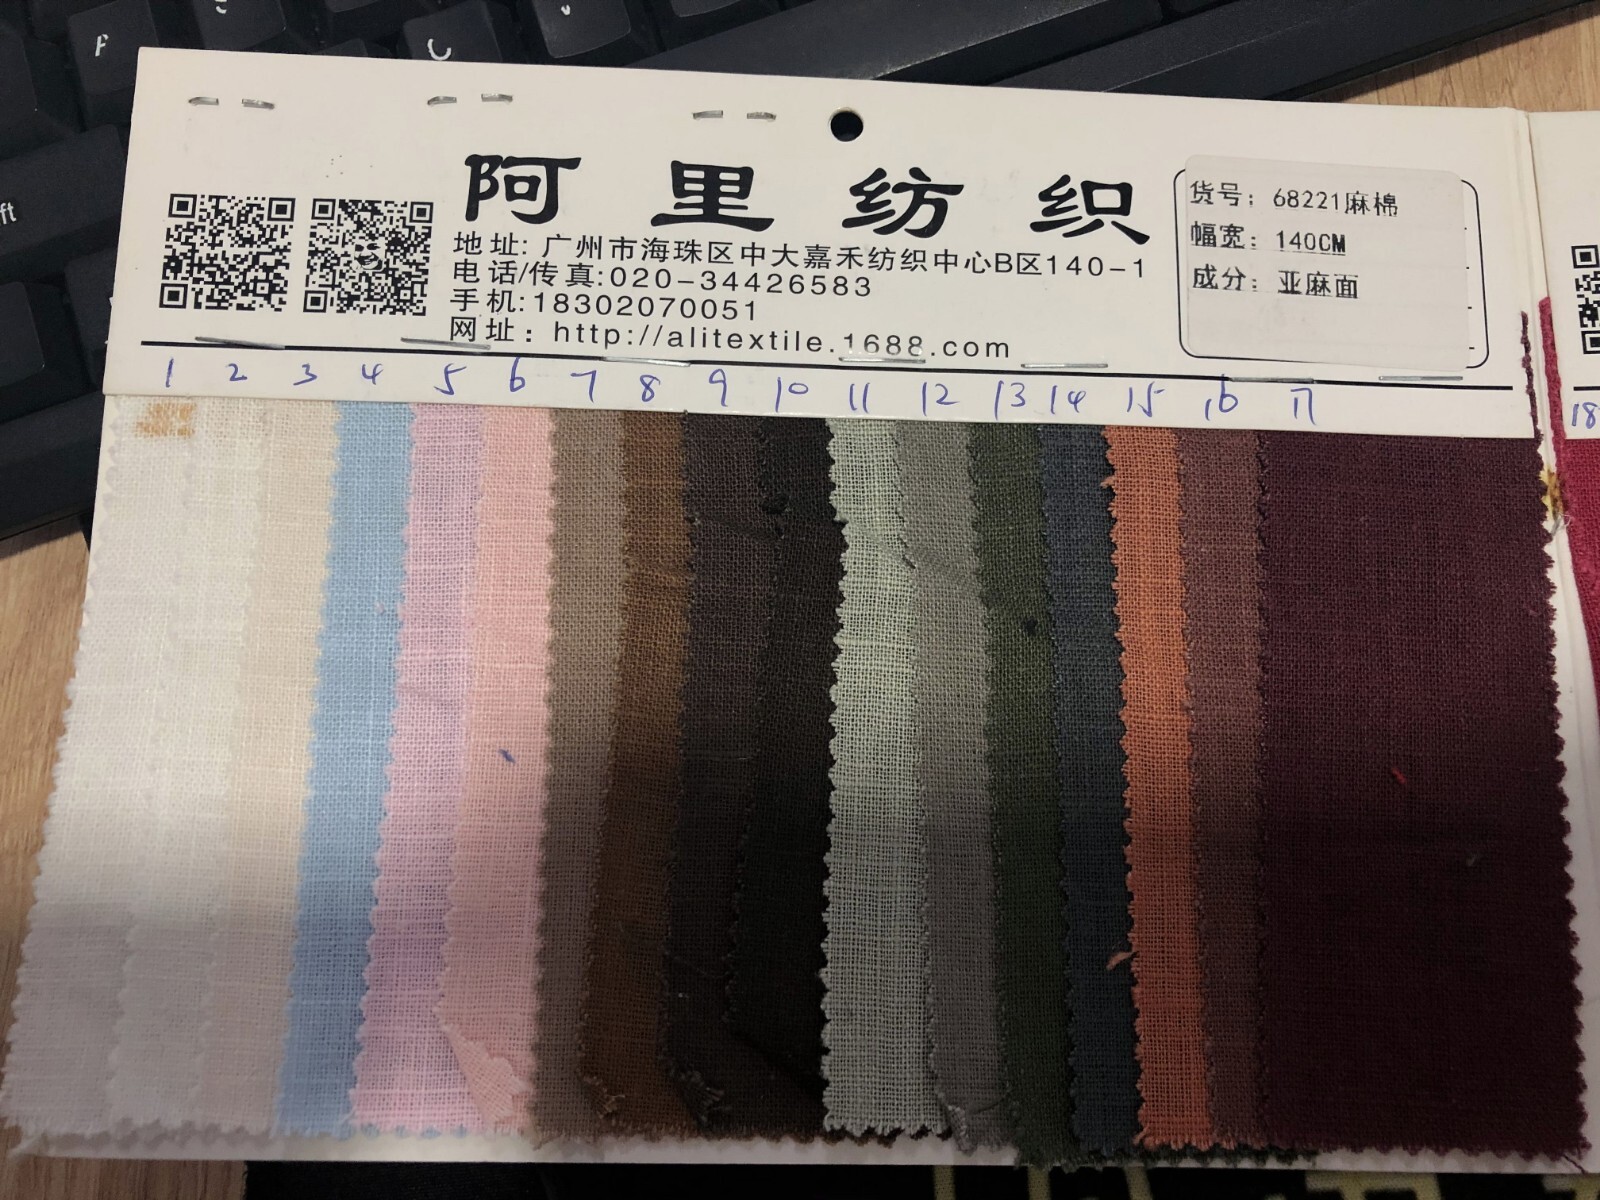 F
C
ft
阿里纺织
地址: 广州市海珠区中大嘉禾纺织中心B区140-1
电话/传真:020-34426583
手机:18302070051
网址：http://alitextile.1688.com
货号：68221麻棉
幅宽：140CM
成分：亚麻面
1 2 3 4 5 6 7 8 9 10 11 12 13 14 15 16 17
18